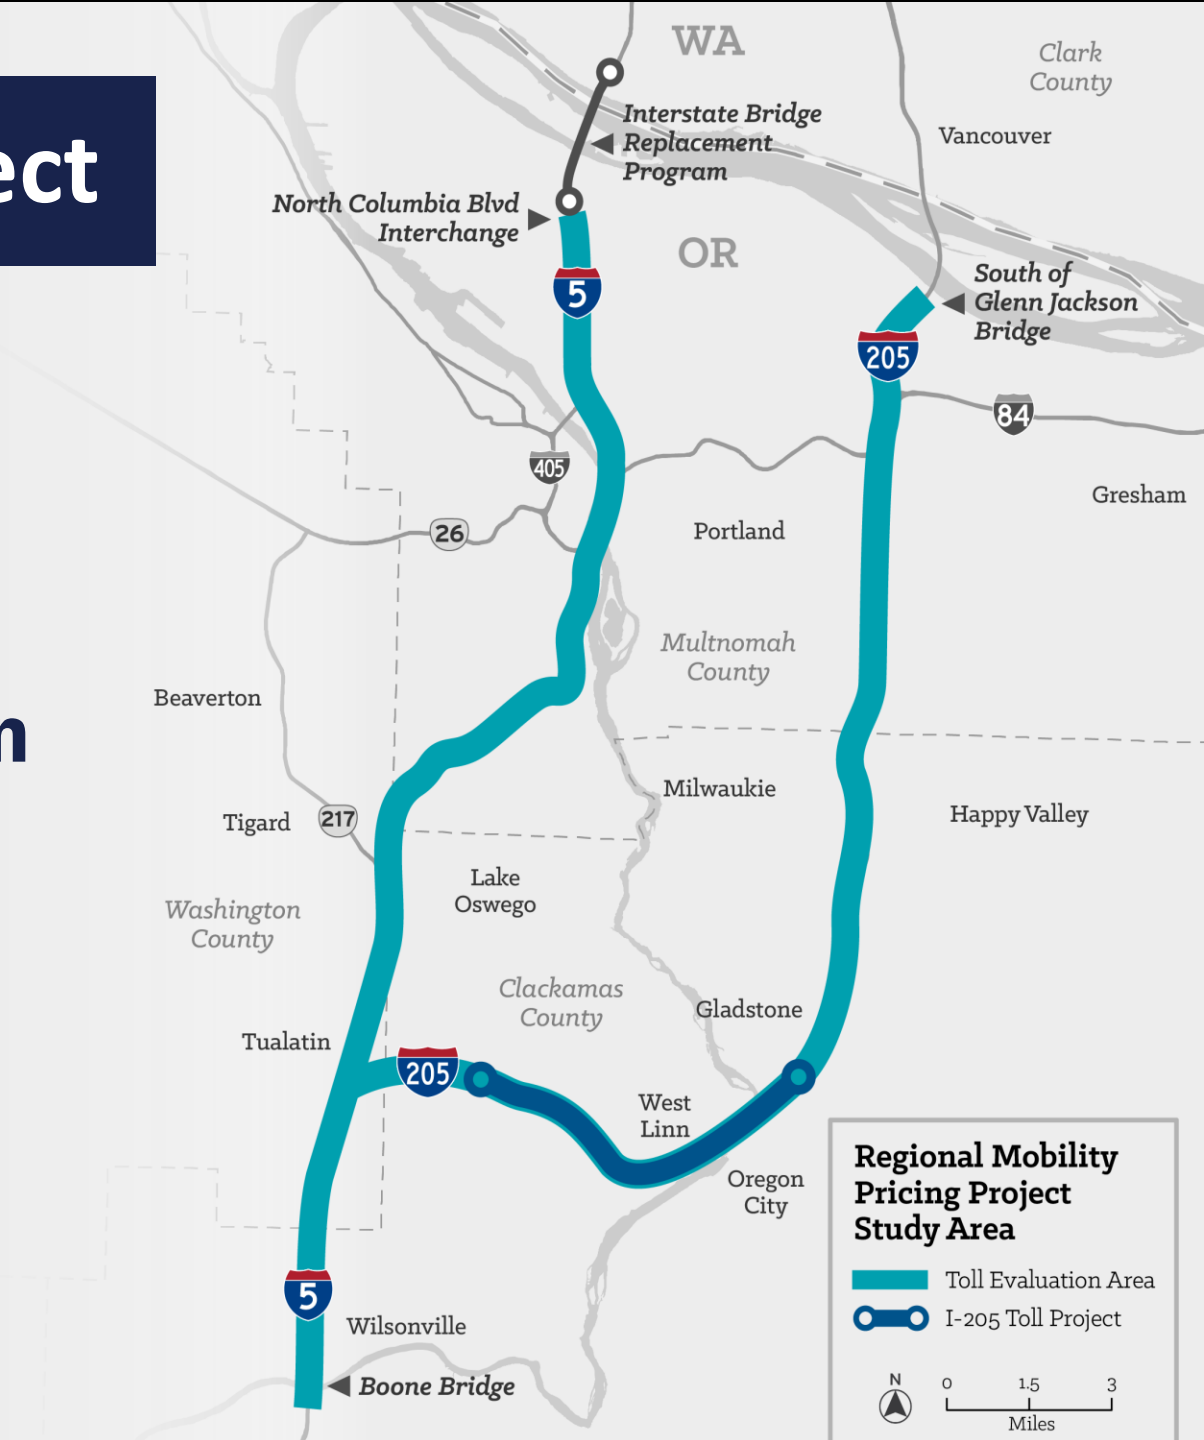 ect
n
WA
OR
Clark
County
Vancouver
Interstate Bridge
Replacement
Program
North Columbia Blvd
Interchange
5
South of
Glenn Jackson
Bridge
205
84
405
Gresham
26
Portland
Multnomah
County
Beaverton
Milwaukie
Happy Valley
Tigard
217
Lake
Oswego
Washington
County
Clackamas
County
Gladstone
Tualatin
205
West
Linn
Oregon
City
5
Wilsonville
Boone Bridge
Regional Mobility
Pricing Project
Study Area
Toll Evaluation Area
I-205 Toll Project
N
0 1.5 3
Miles